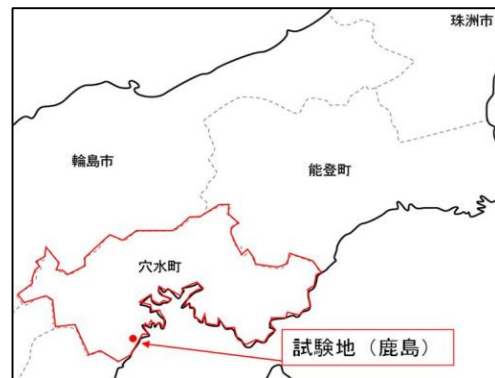 珠洲市
輪島市
能登町
穴水町
試験地（鹿島）